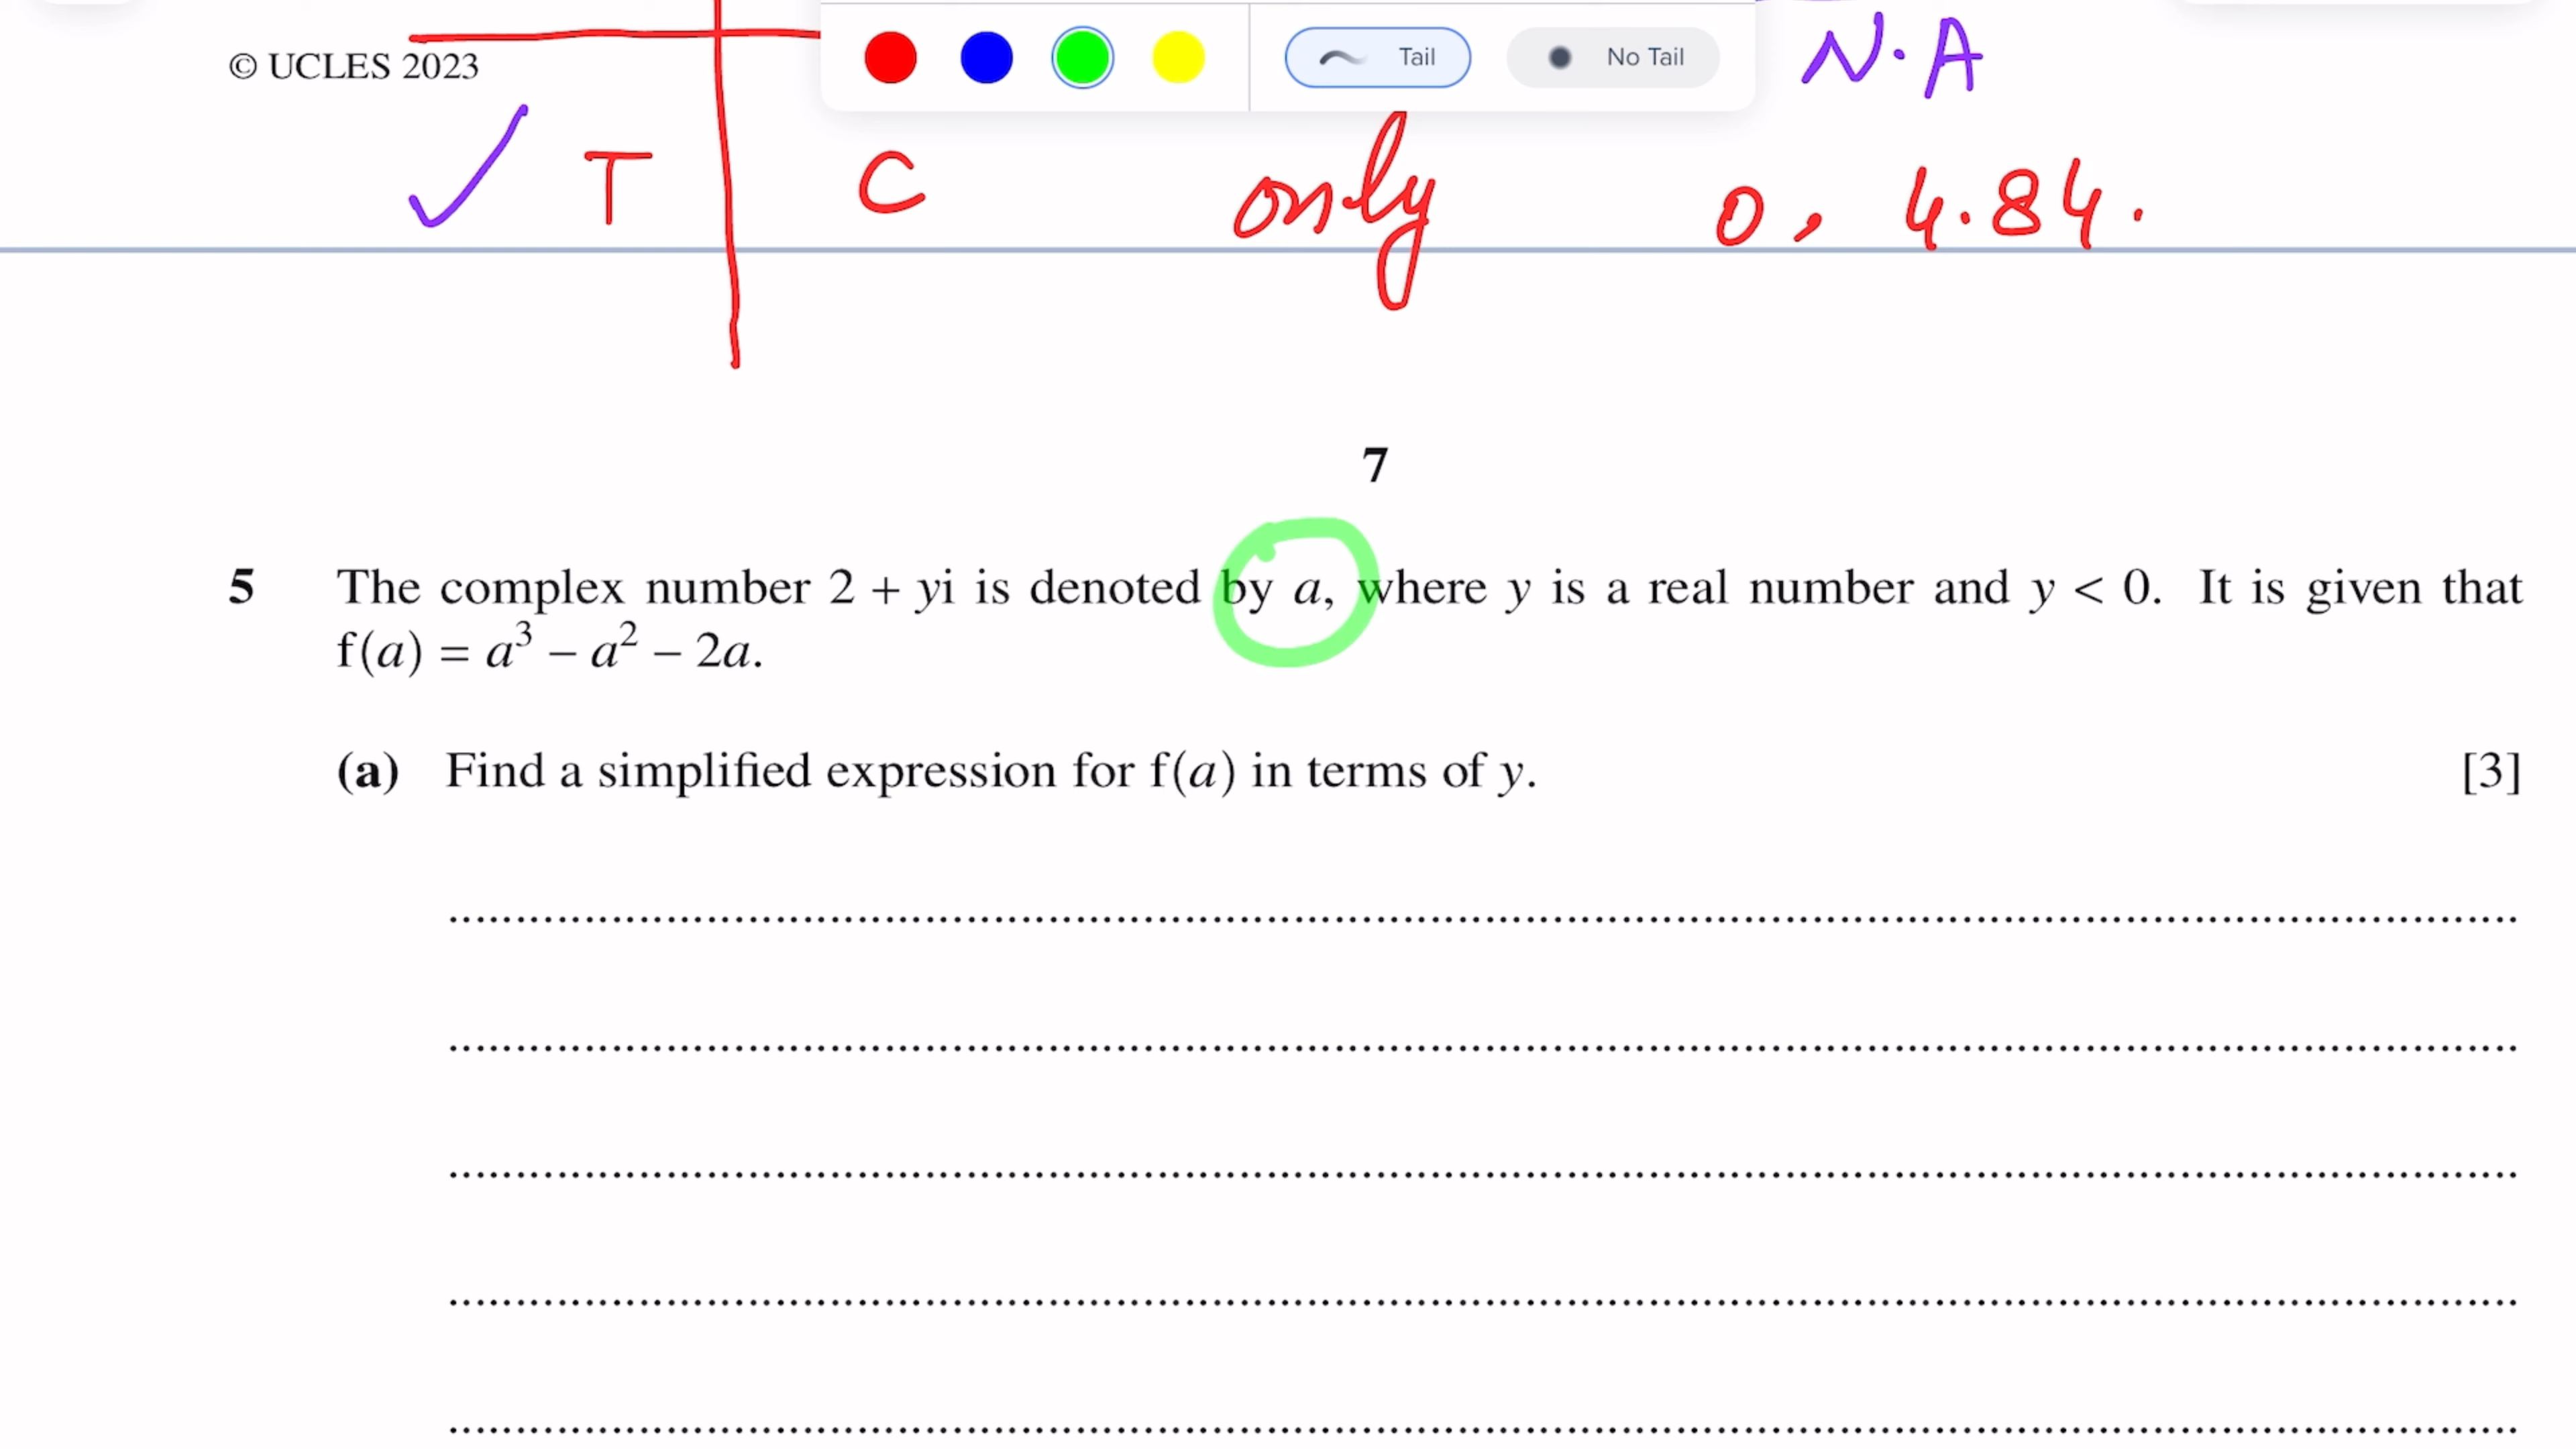 Tail No Tail N.A
© UCLES 2023
✓ T C only 0, 4.84.
7
5 The complex number 2 + yi is denoted by a, where y is a real number and y < 0. It is given that
f(a) = a³ − a² − 2a.
(a) Find a simplified expression for f(a) in terms of y. [3]